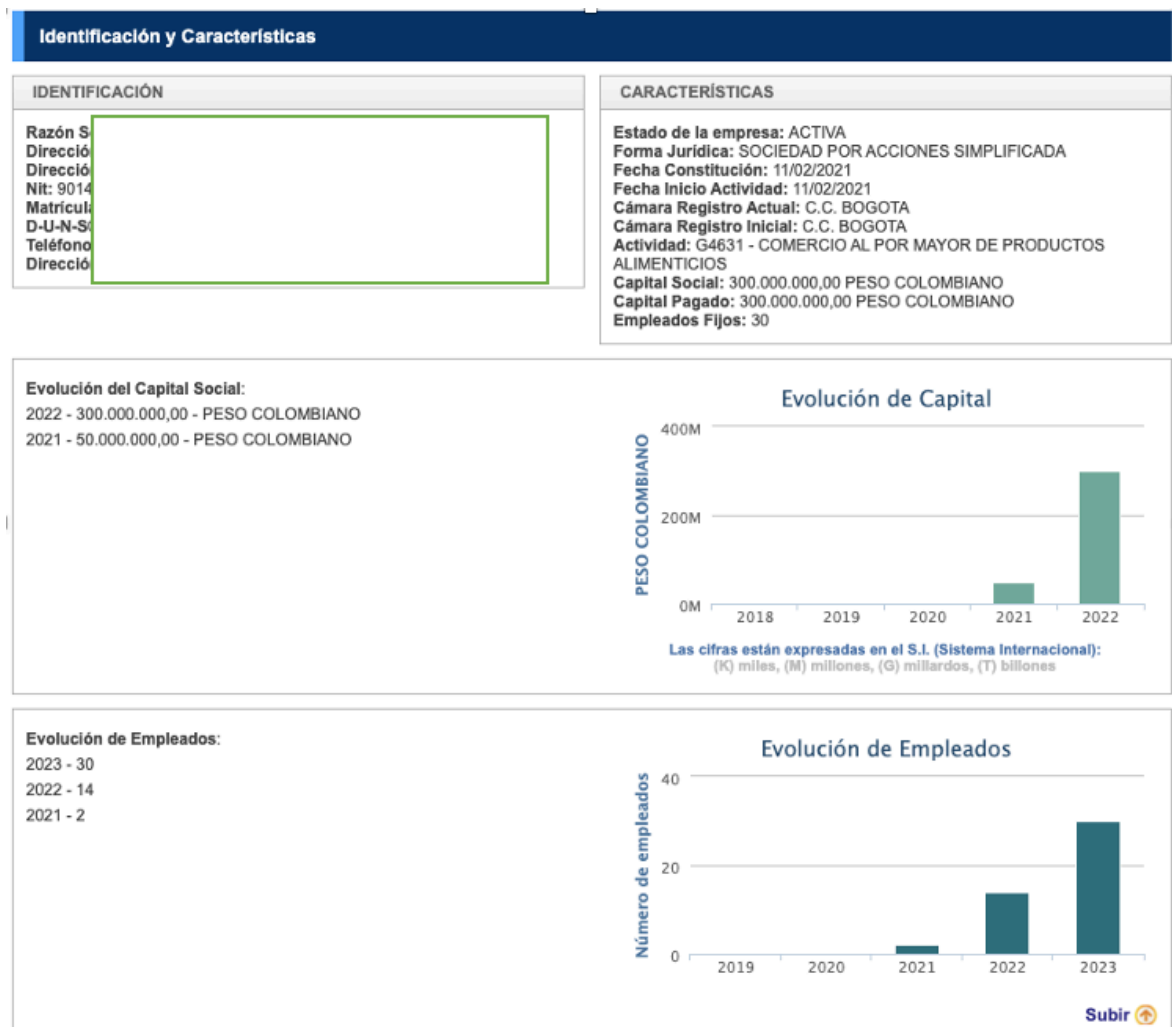 Identificación y Características
IDENTIFICACIÓN
Razón S
Direcció
Direcció
Nit: 9014
Matrícul
D-U-N-S
Teléfono
Direcció
CARACTERÍSTICAS
Estado de la empresa: ACTIVA
Forma Jurídica: SOCIEDAD POR ACCIONES SIMPLIFICADA
Fecha Constitución: 11/02/2021
Fecha Inicio Actividad: 11/02/2021
Cámara Registro Actual: C.C. BOGOTA
Cámara Registro Inicial: C.C. BOGOTA
Actividad: G4631 - COMERCIO AL POR MAYOR DE PRODUCTOS
ALIMENTICIOS
Capital Social: 300.000.000,00 PESO COLOMBIANO
Capital Pagado: 300.000.000,00 PESO COLOMBIANO
Empleados Fijos: 30
Evolución del Capital Social:
2022 - 300.000.000,00 - PESO COLOMBIANO
2021 - 50.000.000,00 - PESO COLOMBIANO
Evolución de Capital
PESO COLOMBIANO
400M
200M
0M
2018 2019 2020 2021 2022
Las cifras están expresadas en el S.I. (Sistema Internacional):
(K) miles, (M) millones, (G) millardos, (T) billones
Evolución de Empleados:
2023 - 30
2022 - 14
2021 - 2
Evolución de Empleados
Número de empleados
40
20
0
2019 2020 2021 2022 2023
Subir